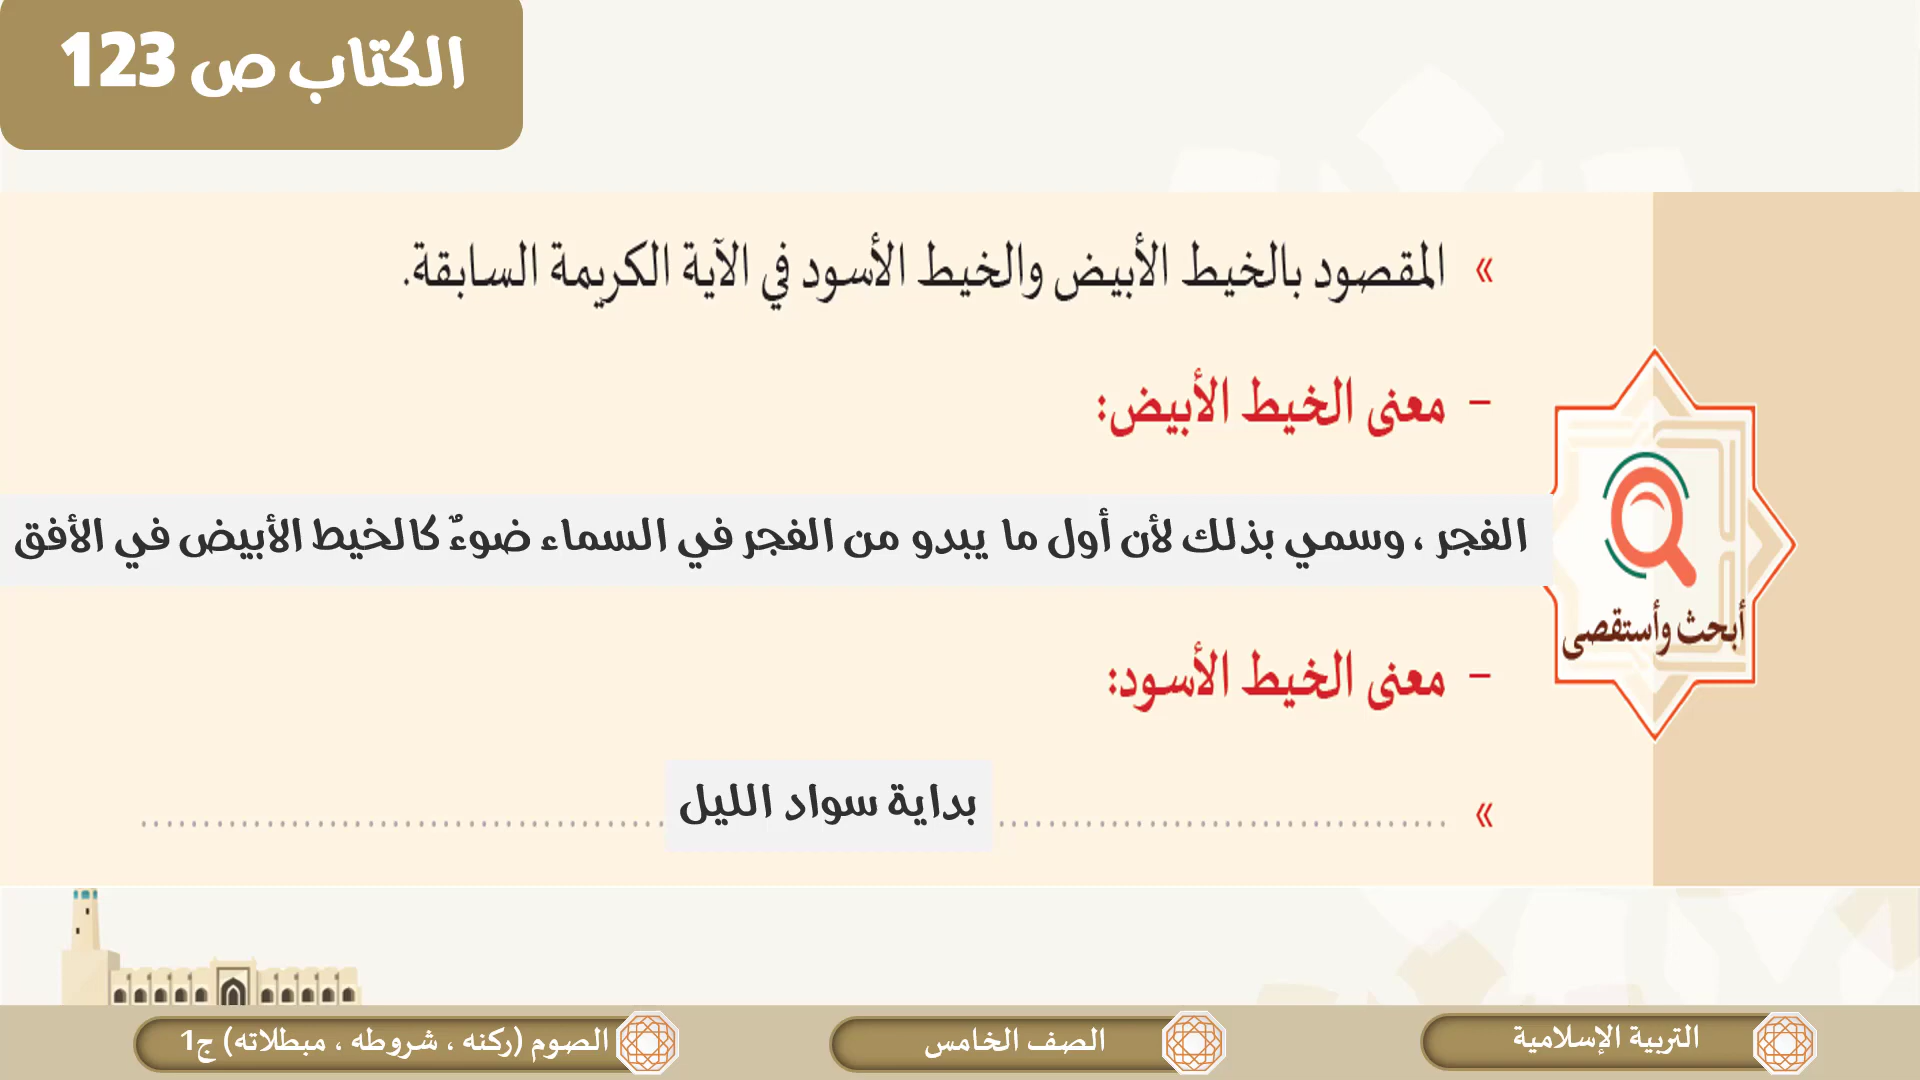 الكتاب ص 123
» المقصود بالخيط الأبيض والخيط الأسود في الآية الكريمة السابقة.
- معنى الخيط الأبيض:
الفجر ، وسمي بذلك لأن أول ما يبدو من الفجر في السماء ضوءٌ كالخيط الأبيض في الأفق
أبحث وأستقصى
- معنى الخيط الأسود:
» بداية سواد الليل
التربية الإسلامية
الصف الخامس
الصوم (ركنه ، شروطه ، مبطلاته) ج1